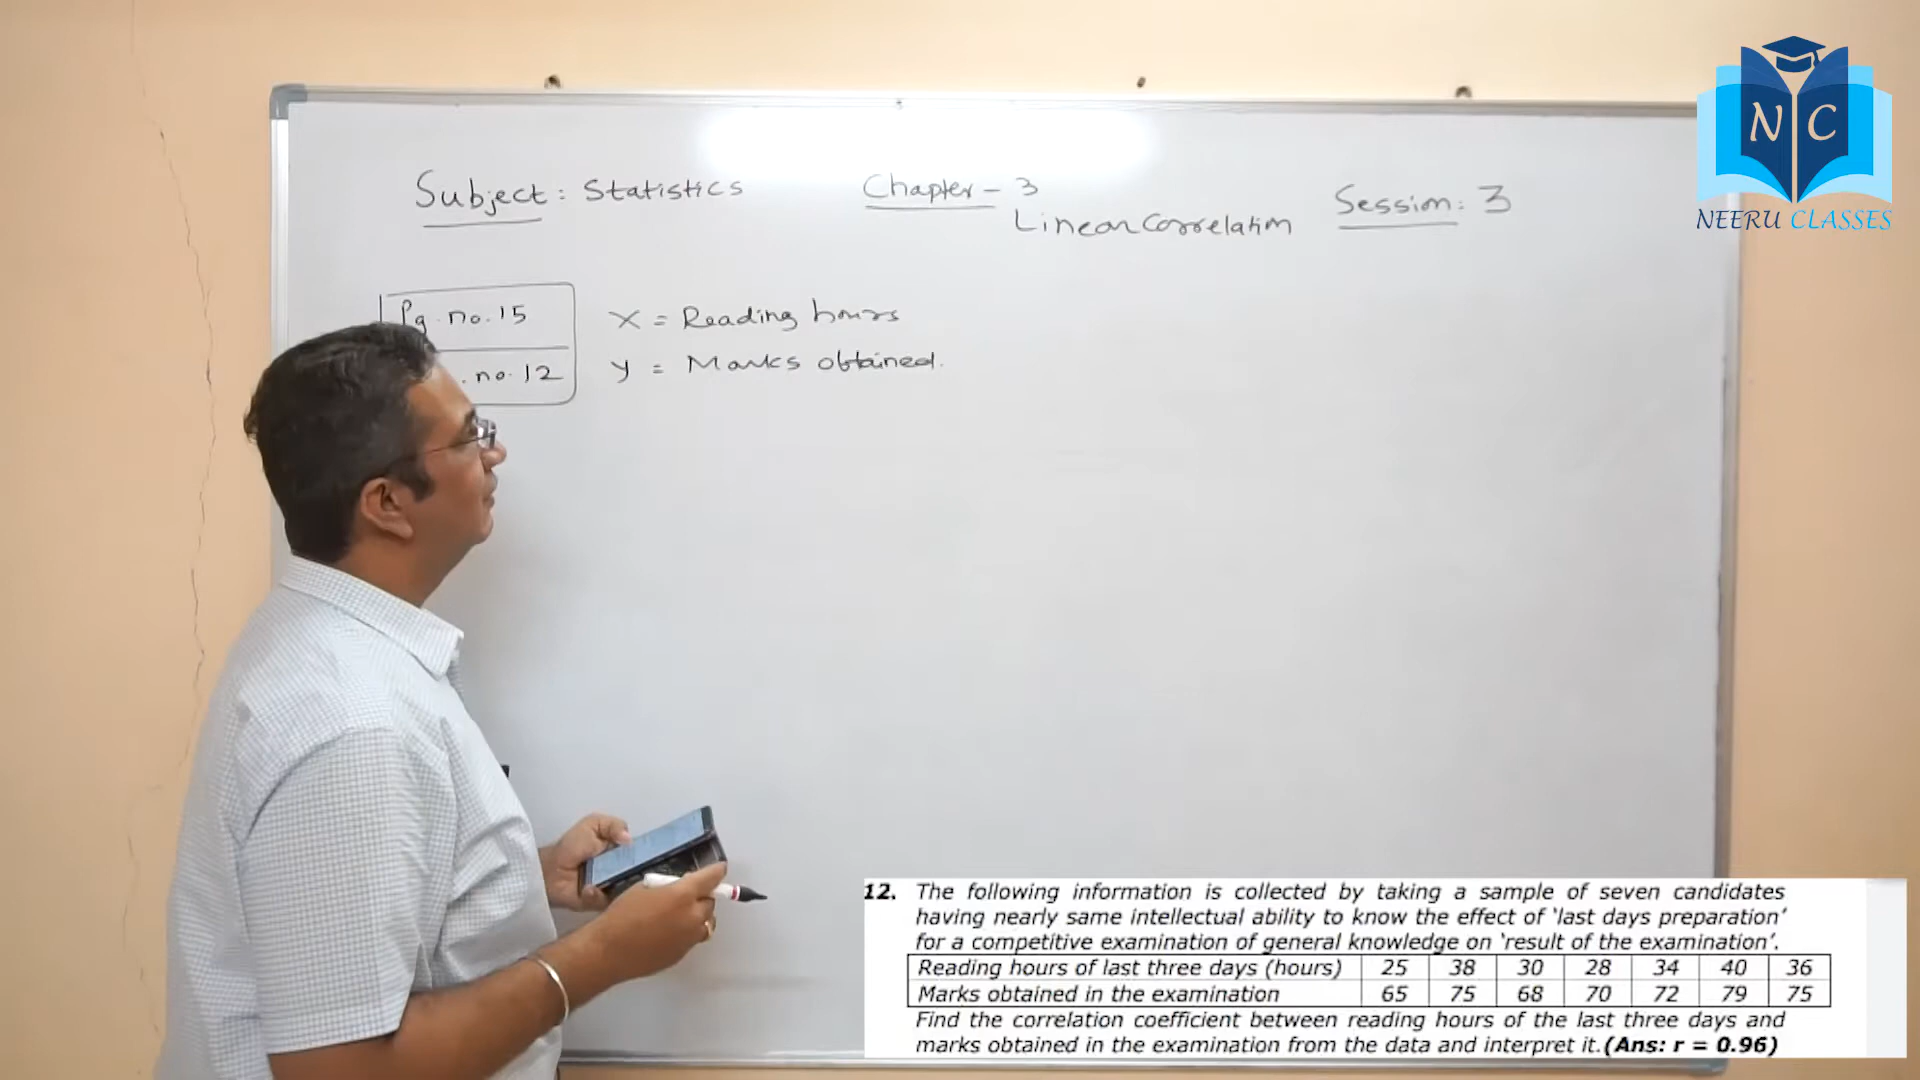 Subject: Statistics
Chapter - 3
Linear Correlation
Session: 3
N C
NEERU CLASSES
Pg. no. 15
. no. 12
X = Reading hours
y = Marks obtained.
12. The following information is collected by taking a sample of seven candidates
having nearly same intellectual ability to know the effect of 'last days preparation'
for a competitive examination of general knowledge on 'result of the examination'.
Reading hours of last three days (hours) 25 38 30 28 34 40 36
Marks obtained in the examination 65 75 68 70 72 79 75
Find the correlation coefficient between reading hours of the last three days and
marks obtained in the examination from the data and interpret it. (Ans: r = 0.96)